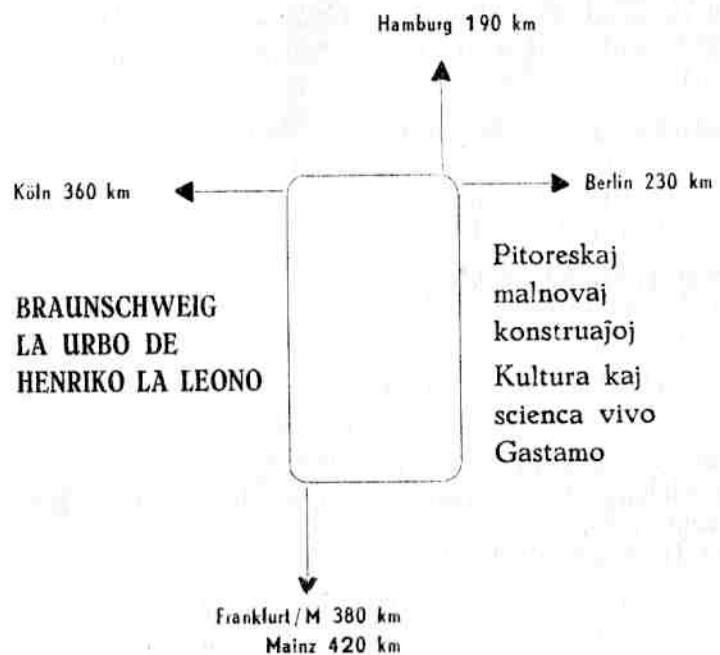 Hamburg 190 km
Köln 360 km
Berlin 230 km
BRAUNSCHWEIG
LA URBO DE
HENRIKO LA LEONO
Pitoreskaj
malnovaj
konstruaĵoj
Kultura kaj
scienca vivo
Gastamo
Frankfurt/M 380 km
Mainz 420 km